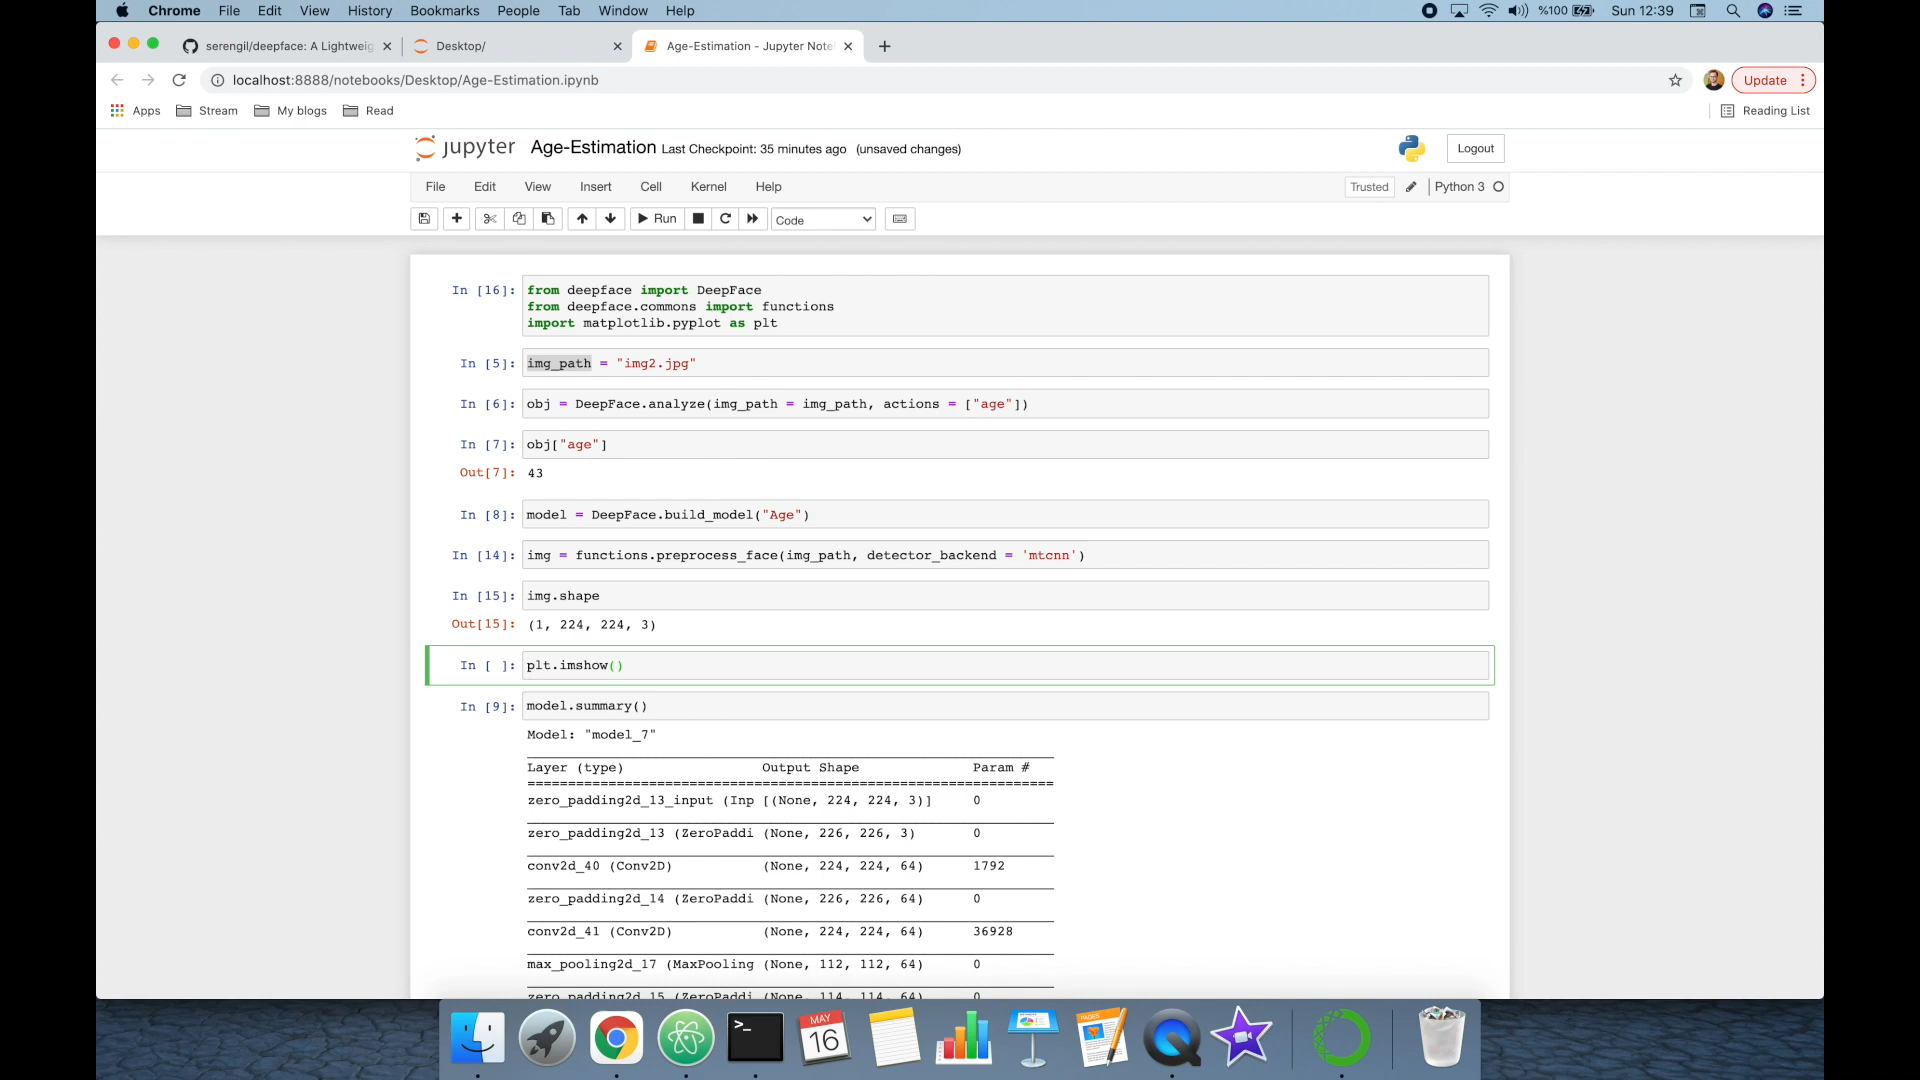 Chrome File Edit View History Bookmarks People Tab Window Help %100 Sun 12:39
serengil/deepface: A Lightweig Desktop/ Age-Estimation - Jupyter Note
localhost:8888/notebooks/Desktop/Age-Estimation.ipynb Update
Apps Stream My blogs Read Reading List
jupyter Age-Estimation Last Checkpoint: 35 minutes ago (unsaved changes) Logout
File Edit View Insert Cell Kernel Help Trusted Python 3
Run Code
In [16]: from deepface import DeepFace
from deepface.commons import functions
import matplotlib.pyplot as plt
In [5]: img_path = "img2.jpg"
In [6]: obj = DeepFace.analyze(img_path = img_path, actions = ["age"])
In [7]: obj["age"]
Out[7]: 43
In [8]: model = DeepFace.build_model("Age")
In [14]: img = functions.preprocess_face(img_path, detector_backend = 'mtcnn')
In [15]: img.shape
Out[15]: (1, 224, 224, 3)
In [ ]: plt.imshow()
In [9]: model.summary()
Model: "model_7"
Layer (type) Output Shape Param #
zero_padding2d_13_input (Inp [(None, 224, 224, 3)] 0
zero_padding2d_13 (ZeroPaddi (None, 226, 226, 3) 0
conv2d_40 (Conv2D) (None, 224, 224, 64) 1792
zero_padding2d_14 (ZeroPaddi (None, 226, 226, 64) 0
conv2d_41 (Conv2D) (None, 224, 224, 64) 36928
max_pooling2d_17 (MaxPooling (None, 112, 112, 64) 0
zero_padding2d_15 (ZeroPaddi (None, 114, 114, 64) 0
>_
MAY
16
PAGES